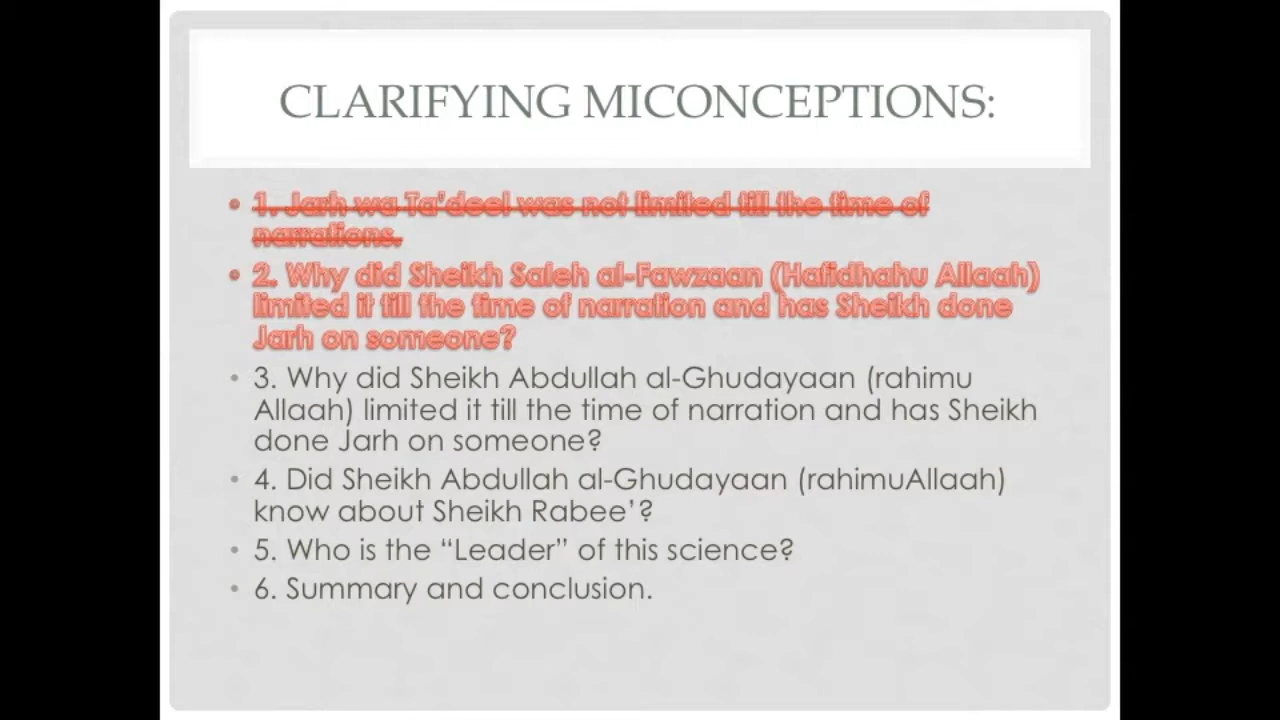 CLARIFYING MICONCEPTIONS:
• 1. Jarh wa Ta'deel was not limited till the time of
narrations.
• 2. Why did Sheikh Saleh al-Fawzaan (Hafidhahu Allaah)
limited it till the time of narration and has Sheikh done
Jarh on someone?
• 3. Why did Sheikh Abdullah al-Ghudayaan (rahimu
Allaah) limited it till the time of narration and has Sheikh
done Jarh on someone?
• 4. Did Sheikh Abdullah al-Ghudayaan (rahimuAllaah)
know about Sheikh Rabee’?
• 5. Who is the “Leader” of this science?
• 6. Summary and conclusion.